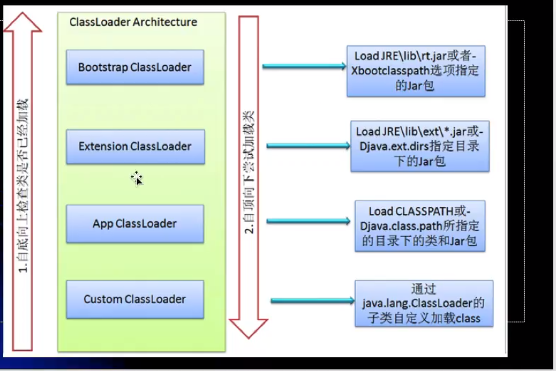 ClassLoader Architecture
1.自底向上检查类是否已经加载
Bootstrap ClassLoader
Extension ClassLoader
App ClassLoader
Custom ClassLoader
2.自顶向下尝试加载类
Load JRE\lib\rt.jar或者-
Xbootclasspath选项指定
的Jar包
Load JRE\lib\ext\*.jar或-
Djava.ext.dirs指定目录
下的Jar包
Load CLASSPATH或-
Djava.class.path所指定
的目录下的类和Jar包
通过
java.lang.ClassLoader的
子类自定义加载class